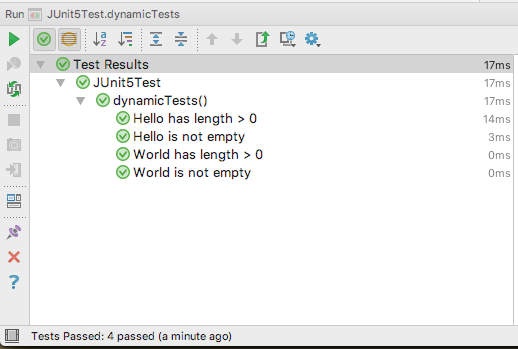 Run JUnit5Test.dynamicTests
Test Results 17ms
JUnit5Test 17ms
dynamicTests() 17ms
Hello has length > 0 14ms
Hello is not empty 3ms
World has length > 0 0ms
World is not empty 0ms
Tests Passed: 4 passed (a minute ago)